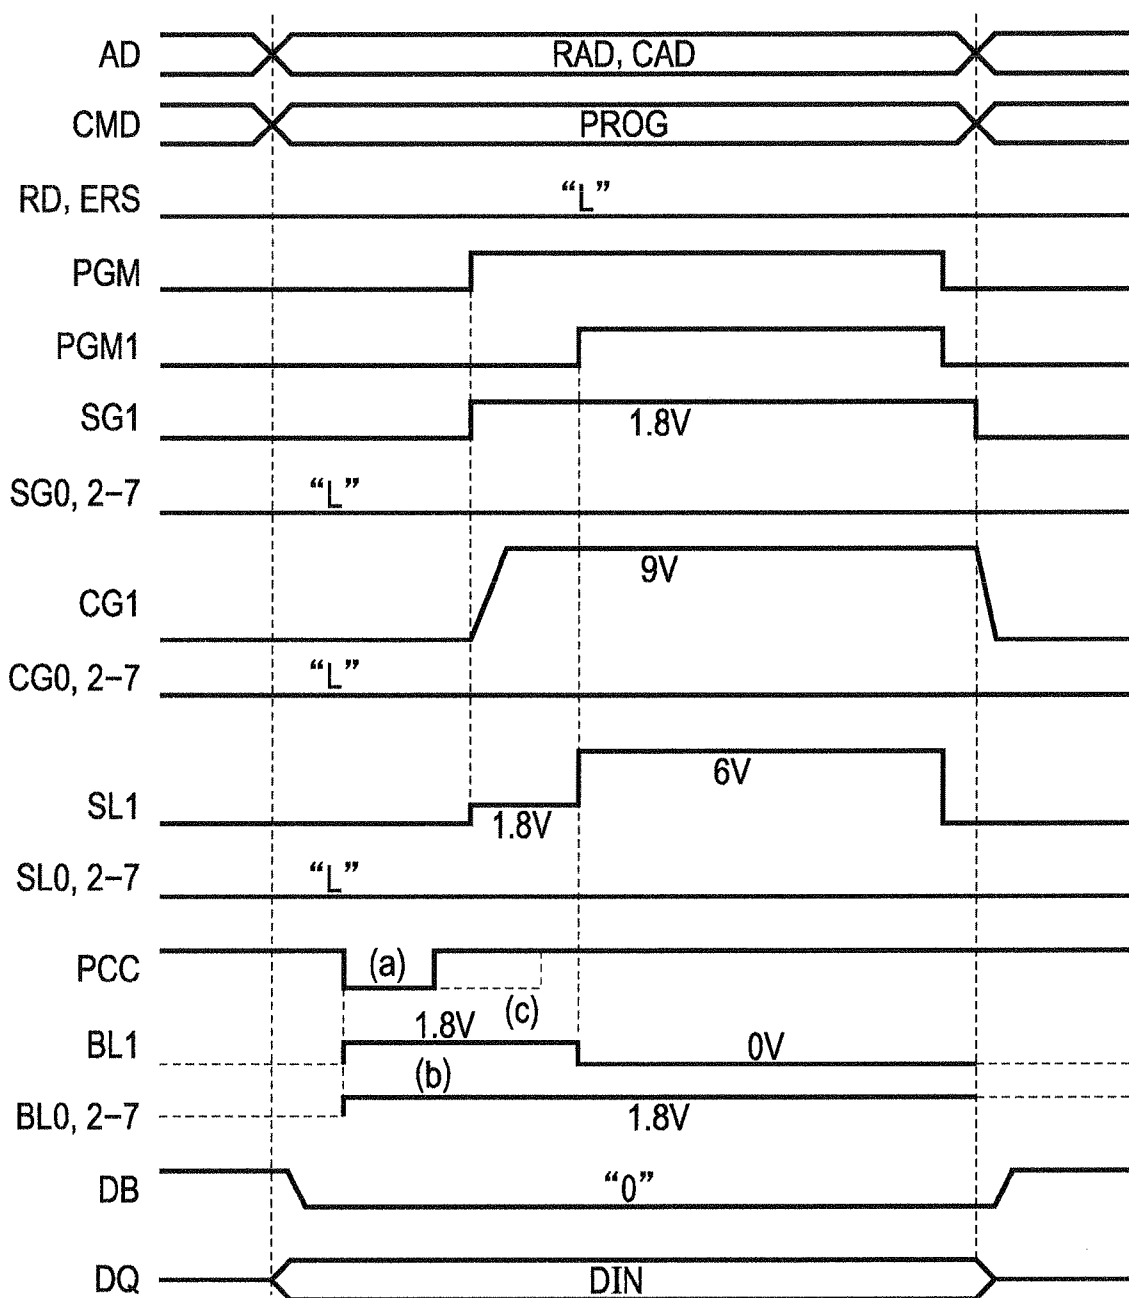 AD RAD, CAD
CMD PROG
RD, ERS “L”
PGM
PGM1
SG1 1.8V
SG0, 2–7 “L”
CG1 9V
CG0, 2–7 “L”
SL1 1.8V 6V
SL0, 2–7 “L”
PCC (a) (c)
BL1 1.8V 0V
(b)
BL0, 2–7 1.8V
DB “0”
DQ DIN